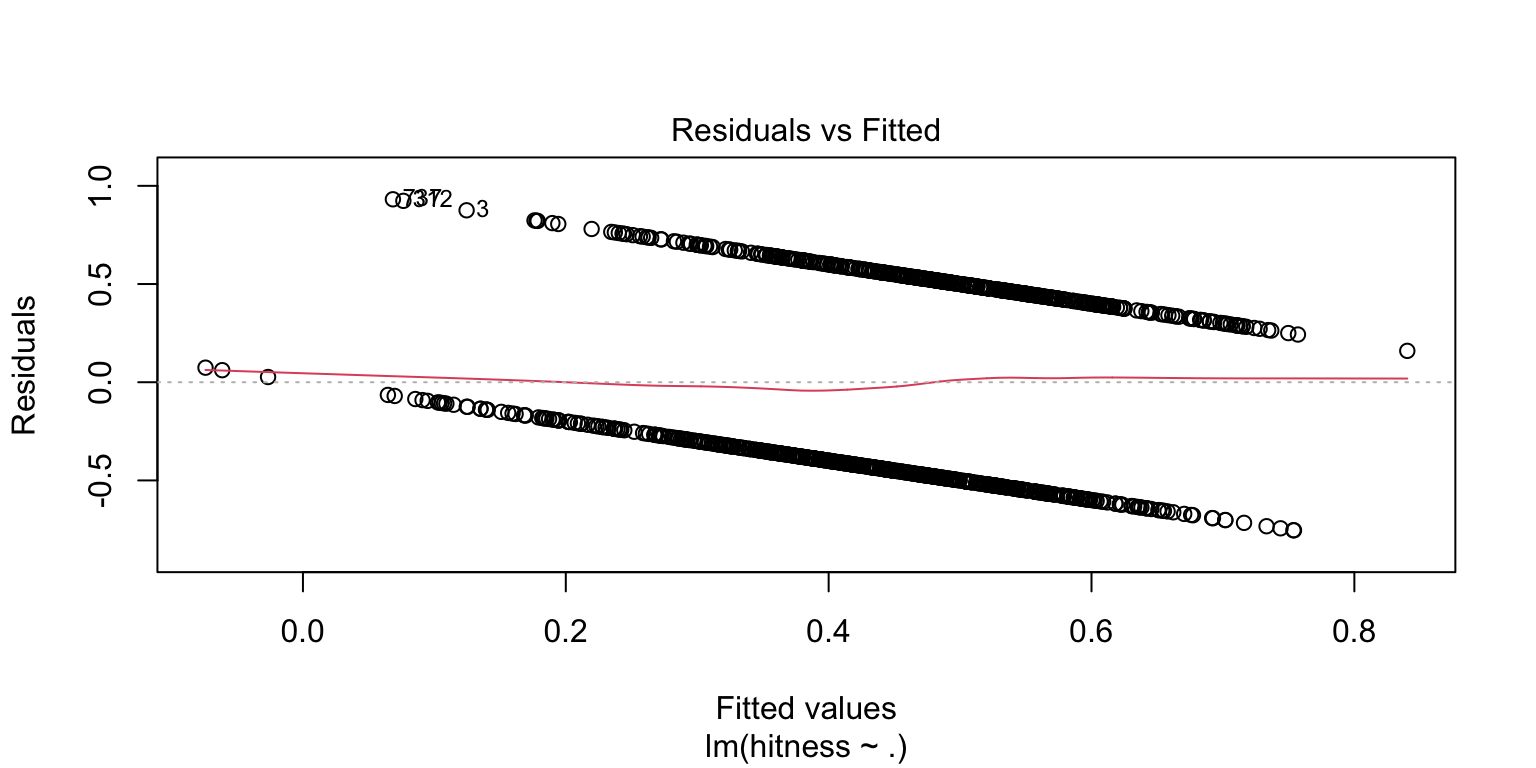 Residuals vs Fitted
Residuals
1.0
0.5
0.0
-0.5
3
0.0 0.2 0.4 0.6 0.8
Fitted values
lm(hitness ~ .)